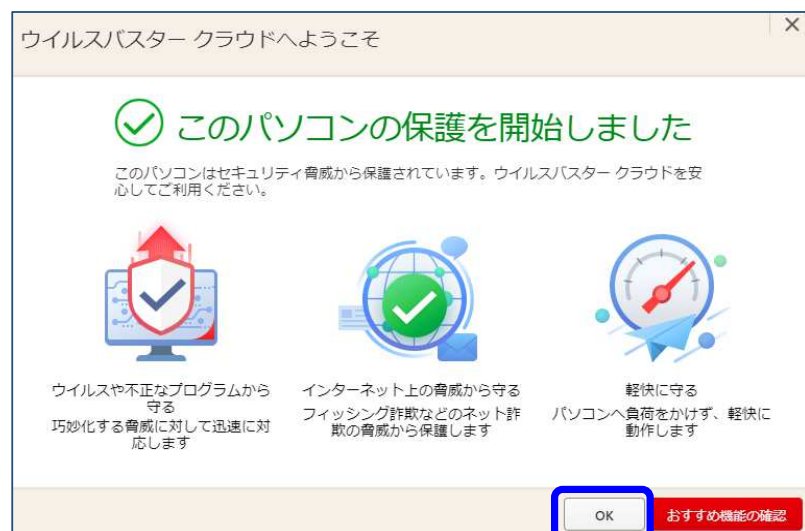 ウイルスバスター クラウドへようこそ
このパソコンの保護を開始しました
このパソコンはセキュリティ脅威から保護されています。ウイルスバスター クラウドを安
心してご利用ください。
ウイルスや不正なプログラムから
守る
巧妙化する脅威に対して迅速に対
応します
インターネット上の脅威から守る
フィッシング詐欺などのネット詐
欺の脅威から保護します
軽快に守る
パソコンへ負荷をかけず、軽快に
動作します
OK
おすすめ機能の確認